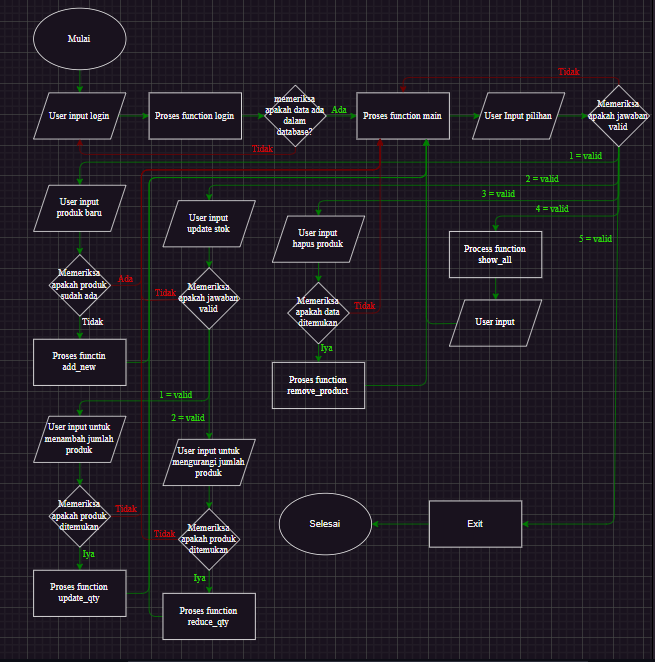 Mulai
User input login
Proses function login
memeriksa
apakah data ada
dalam
database?
Ada
Proses function main
User Input pilihan
Tidak
Memeriksa
apakah jawaban
valid
Tidak
1 = valid
2 = valid
3 = valid
4 = valid
5 = valid
User input
produk baru
User input
update stok
User input
hapus produk
Process function
show_all
Memeriksa
apakah produk
sudah ada
Ada
Tidak
Tidak
Memeriksa
apakah jawaban
valid
Memeriksa
apakah data
ditemukan
Tidak
Iya
User input
Proses functin
add_new
Proses function
remove_product
1 = valid
2 = valid
User input untuk
menambah jumlah
produk
User input untuk
mengurangi jumlah
produk
Memeriksa
apakah produk
ditemukan
Tidak
Iya
Tidak
Memeriksa
apakah produk
ditemukan
Iya
Selesai
Exit
Proses function
update_qty
Proses function
reduce_qty